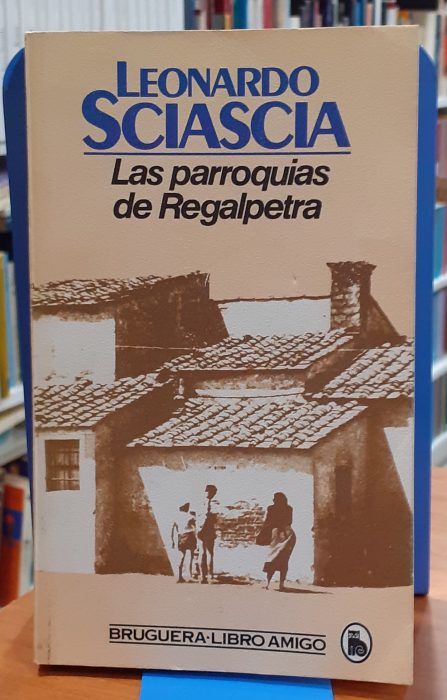 LEONARDO
SCIASCIA
Las parroquias
de Regalpetra
BRUGUERA·LIBRO AMIGO